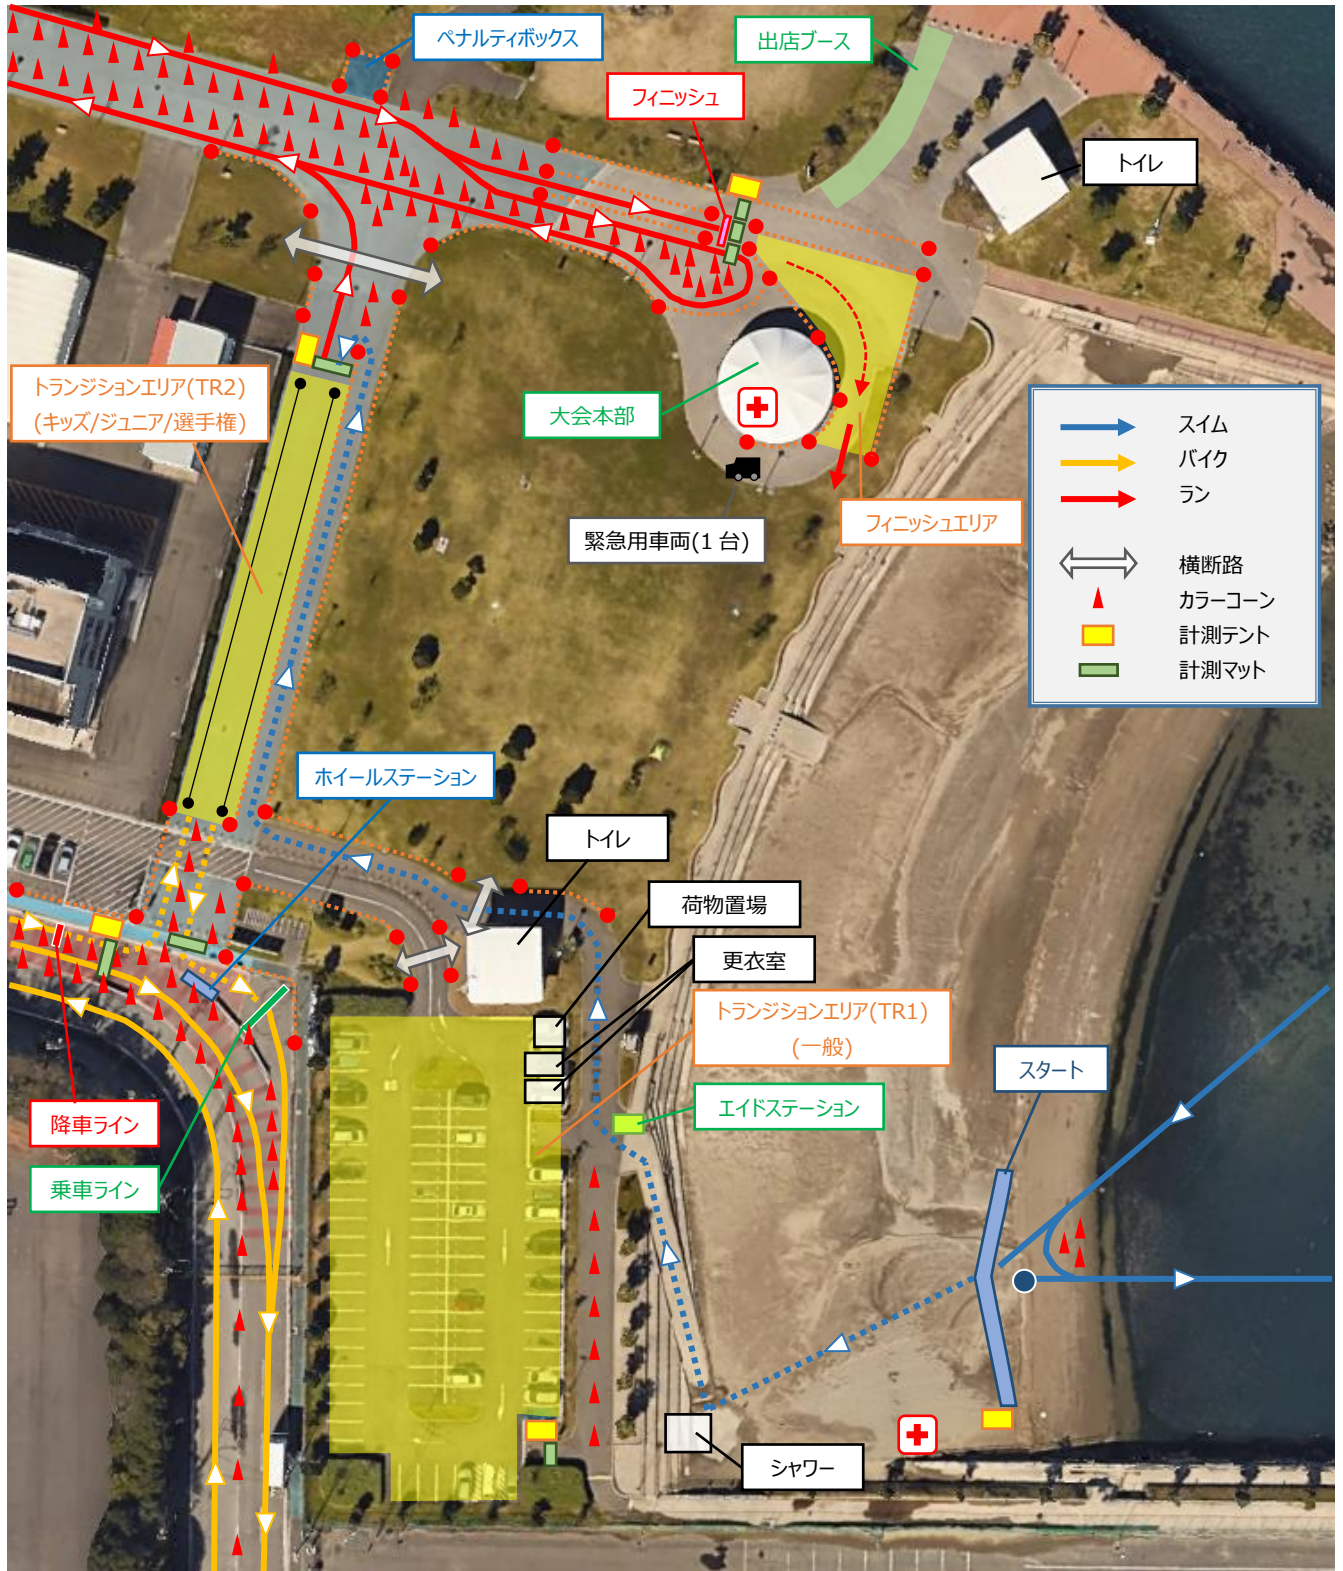 ペナルティボックス
出店ブース
フィニッシュ
トイレ
トランジションエリア(TR2)
(キッズ/ジュニア/選手権)
大会本部
緊急用車両(1 台)
フィニッシュエリア
スイム
バイク
ラン
横断路
カラーコーン
計測テント
計測マット
ホイールステーション
トイレ
荷物置場
更衣室
トランジションエリア(TR1)
(一般)
スタート
エイドステーション
降車ライン
乗車ライン
シャワー